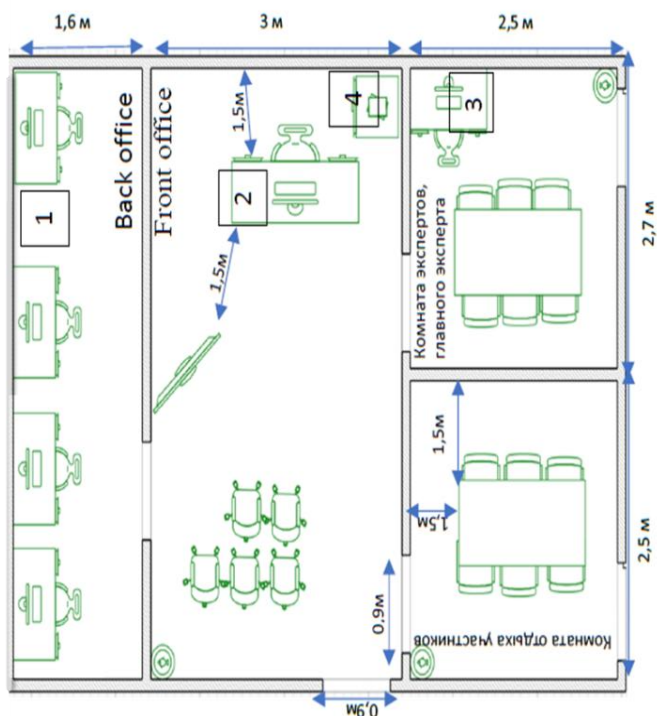 1,6 м
3 м
2,5 м
1
Back office
Front office
1,5м
4
2
1,5м
3
Комната экспертов,
главного эксперта
2,7 м
1,5м
1,5м
0.9м
Комната отдыха участников
2,5 м
0,9м